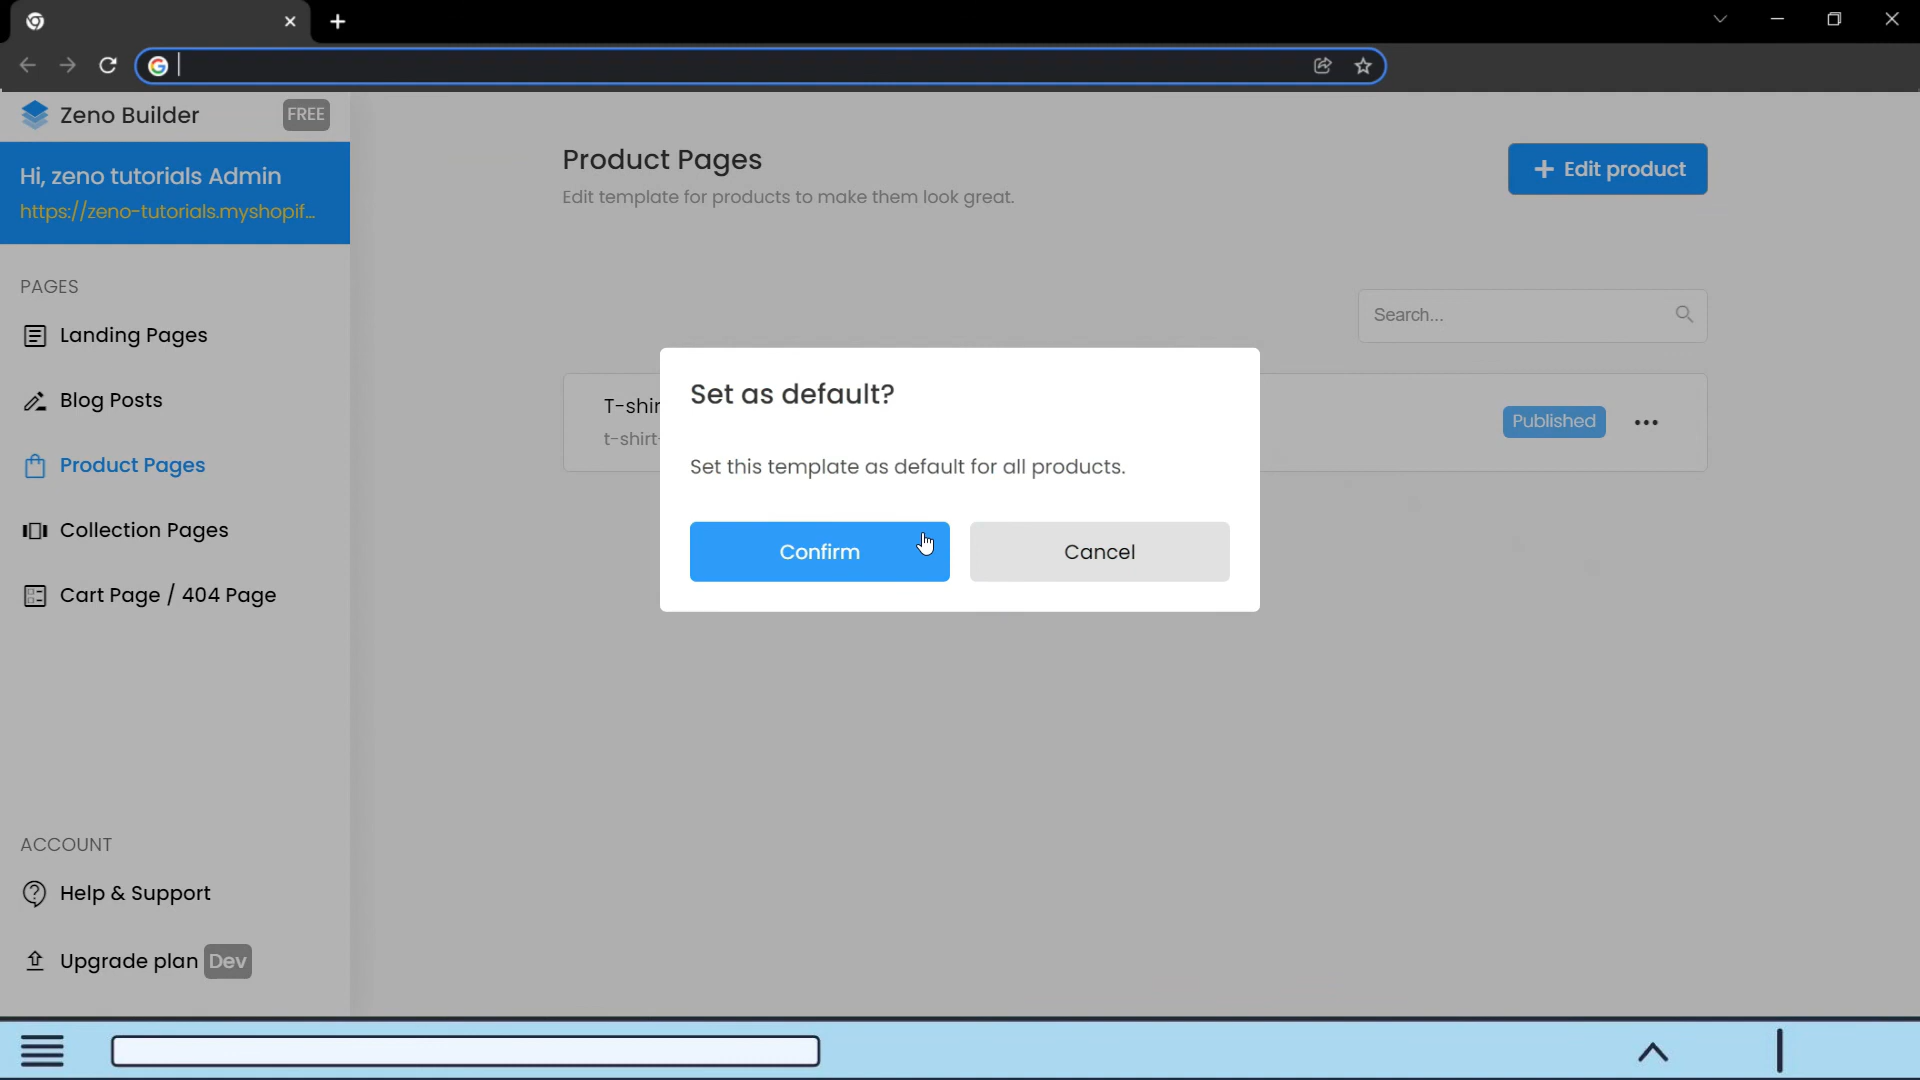 Zeno Builder FREE
Hi, zeno tutorials Admin
https://zeno-tutorials.myshopif...
PAGES
Landing Pages
Blog Posts
Product Pages
Collection Pages
Cart Page / 404 Page
ACCOUNT
Help & Support
Upgrade plan Dev
Product Pages
Edit template for products to make them look great.
+ Edit product
Search...
T-shir
t-shirt-
Published
Set as default?
Set this template as default for all products.
Confirm
Cancel